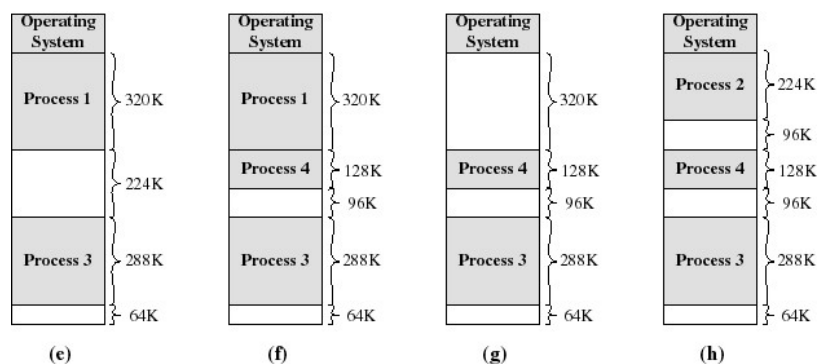 Operating
System
Process 1
320K
224K
Process 3
288K
64K
(e)
Operating
System
Process 1
320K
Process 4
128K
96K
Process 3
288K
64K
(f)
Operating
System
320K
Process 4
128K
96K
Process 3
288K
64K
(g)
Operating
System
Process 2
224K
96K
Process 4
128K
96K
Process 3
288K
64K
(h)